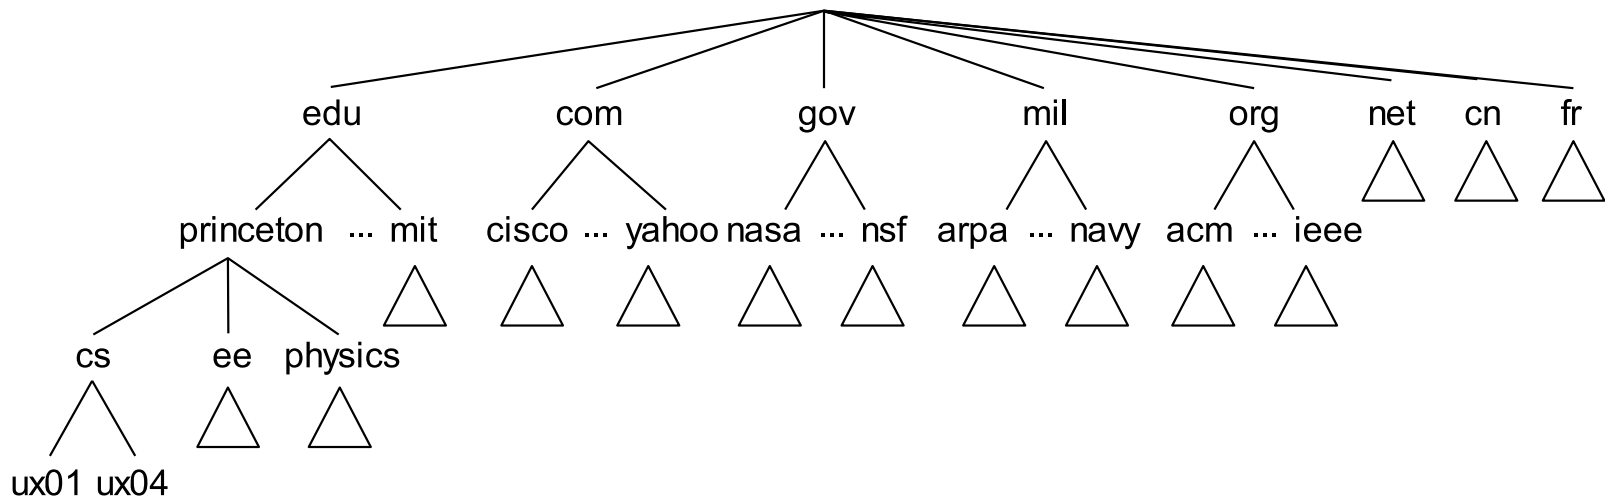 edu com gov mil org net cn fr
princeton ... mit cisco ... yahoo nasa ... nsf arpa ... navy acm ... ieee
cs ee physics
ux01 ux04